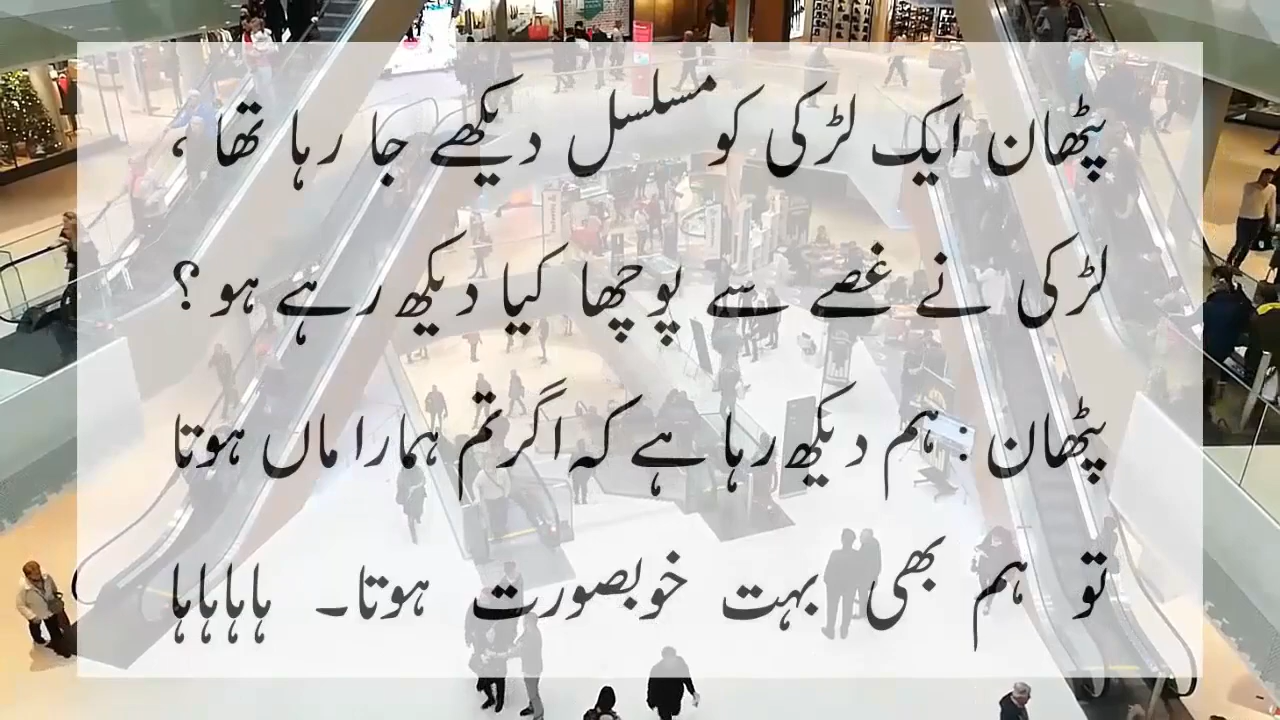 پٹھان ایک لڑکی کو مسلسل دیکھے جا رہا تھا ،
لڑکی نے غصے سے پوچھا کیا دیکھ رہے ہو ؟
پٹھان : ہم دیکھ رہا ہے کہ اگر تم ہمارا ماں ہوتا
تو ہم بھی بہت خوبصورت ہوتا۔ ہاہاہاہا